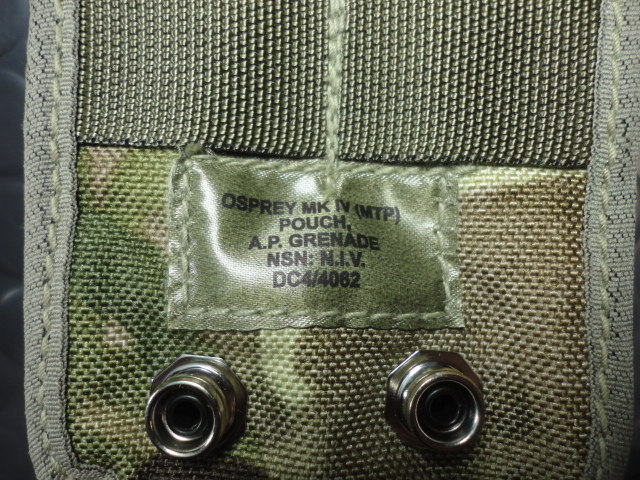 OSPREY MK IV (MTP)
POUCH,
A.P. GRENADE
NSN: N.I.V.
DC4/4062